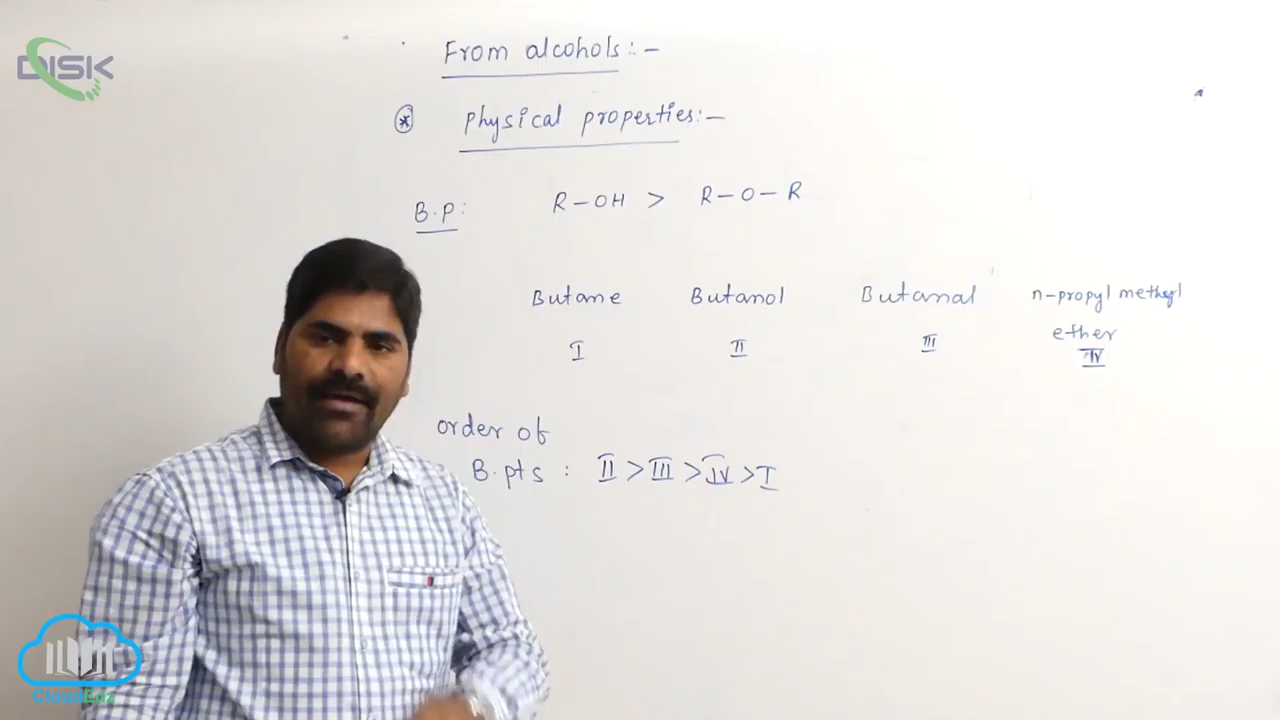 DISK
From alcohols:-
* Physical properties:-
B.P: R-OH > R-O-R
Butane Butanol Butanal n-propyl methyl
ether
I II III IV
order of
B.pts : II > III > IV > I
CloudEdz